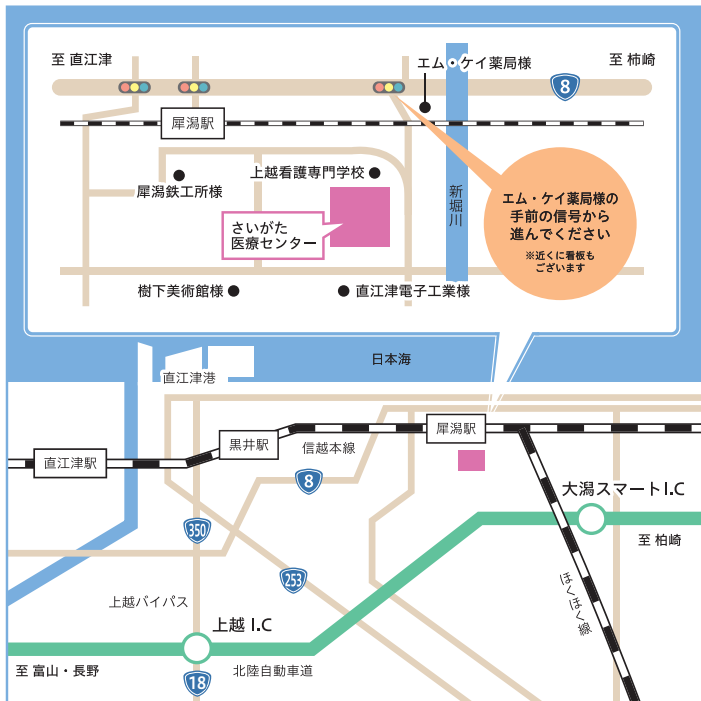 至 直江津
エム・ケイ薬局様
至 柿崎
8
犀潟駅
上越看護専門学校
犀潟鉄工所様
新堀川
エム・ケイ薬局様の
手前の信号から
進んでください
※近くに看板も
ございます
さいがた
医療センター
樹下美術館様
直江津電子工業様
日本海
直江津港
犀潟駅
黒井駅
信越本線
直江津駅
8
大潟スマートI.C
350
至 柏崎
253
ほくほく線
上越バイパス
上越 I.C
至 富山・長野
北陸自動車道
18